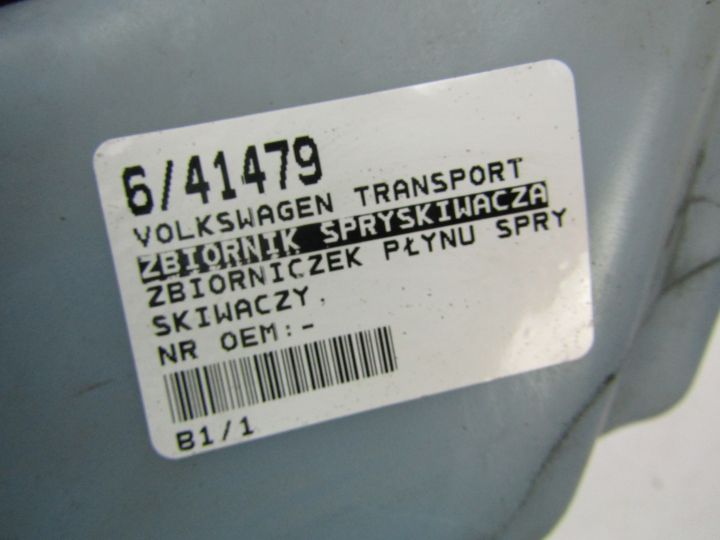 6/41479
VOLKSWAGEN TRANSPORT
ZBIORNIK SPRYSKIWACZA
ZBIORNICZEK PŁYNU SPRY
SKIWACZY,
NR OEM:-
B1/1